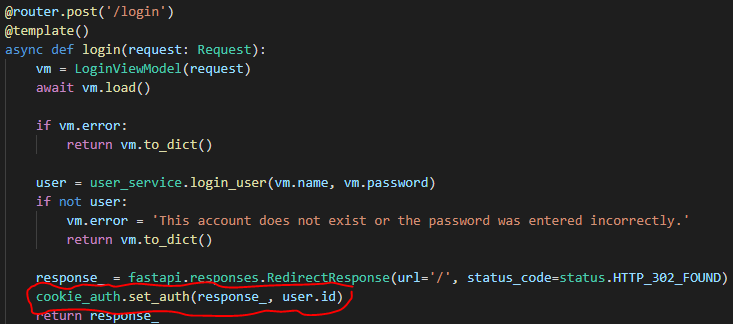 @router.post('/login')
@template()
async def login(request: Request):
    vm = LoginViewModel(request)
    await vm.load()

    if vm.error:
        return vm.to_dict()

    user = user_service.login_user(vm.name, vm.password)
    if not user:
        vm.error = 'This account does not exist or the password was entered incorrectly.'
        return vm.to_dict()

    response_ = fastapi.responses.RedirectResponse(url='/', status_code=status.HTTP_302_FOUND)
    cookie_auth.set_auth(response_, user.id)
    return response_